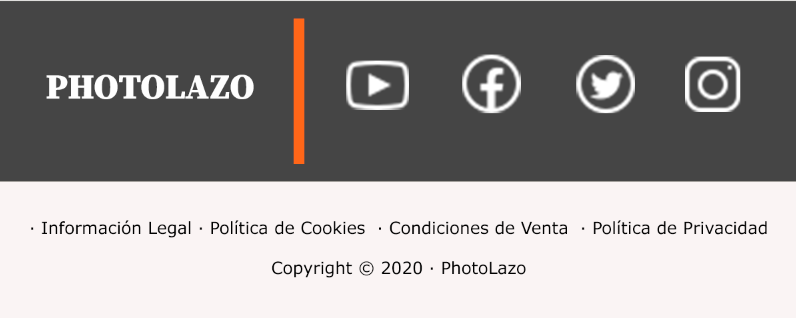 PHOTOLAZO
· Información Legal · Política de Cookies · Condiciones de Venta · Política de Privacidad
Copyright © 2020 · PhotoLazo